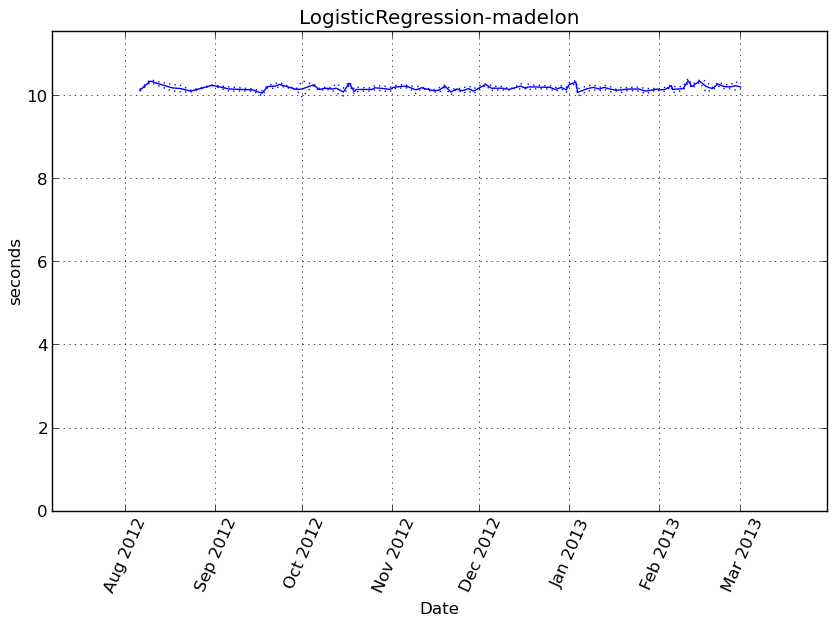 LogisticRegression-madelon
10
8
6
4
2
0
seconds
Aug 2012
Sep 2012
Oct 2012
Nov 2012
Dec 2012
Jan 2013
Feb 2013
Mar 2013
Date